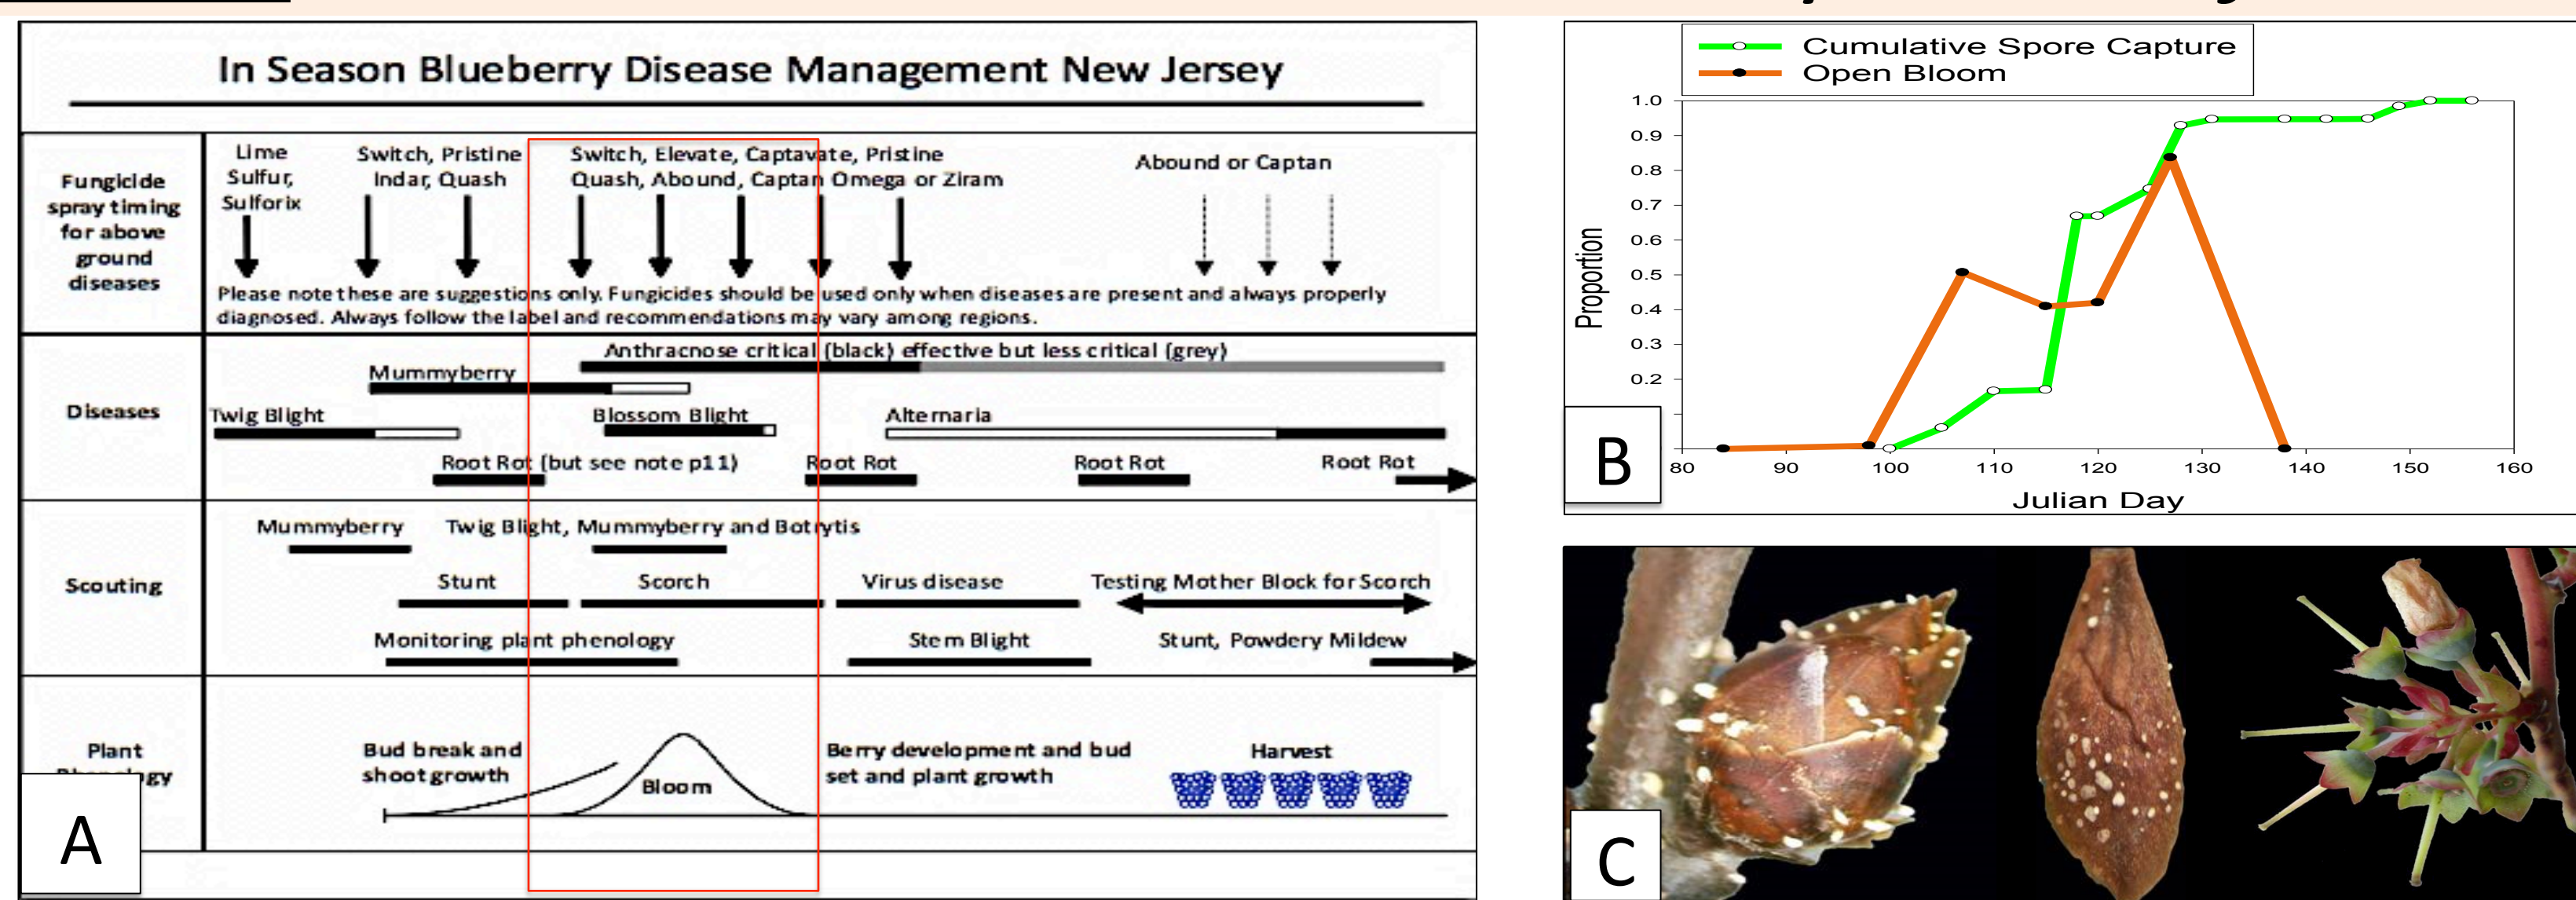 In Season Blueberry Disease Management New Jersey
Fungicide
spray timing
for above
ground
diseases
Lime
Sulfur,
Sulforix
Switch, Pristine
Indar, Quash
Switch, Elevate, Captavate, Pristine
Quash, Abound, Captan Omega or Ziram
Abound or Captan
Please note these are suggestions only. Fungicides should be used only when diseases are present and always properly
diagnosed. Always follow the label and recommendations may vary among regions.
Diseases
Anthracnose critical (black) effective but less critical (grey)
Mummyberry
Twig Blight
Blossom Blight
Alternaria
Root Rot (but see note p11)
Root Rot
Root Rot
Root Rot
Scouting
Mummyberry
Twig Blight, Mummyberry and Botrytis
Stunt
Scorch
Virus disease
Testing Mother Block for Scorch
Monitoring plant phenology
Stem Blight
Stunt, Powdery Mildew
Plant
Bud break and
shoot growth
Bloom
Berry development and bud
set and plant growth
Harvest
A
Cumulative Spore Capture
Open Bloom
1.0
0.9
0.8
0.7
0.6
0.5
0.4
0.3
0.2
Proportion
80 90 100 110 120 130 140 150 160
Julian Day
B
C